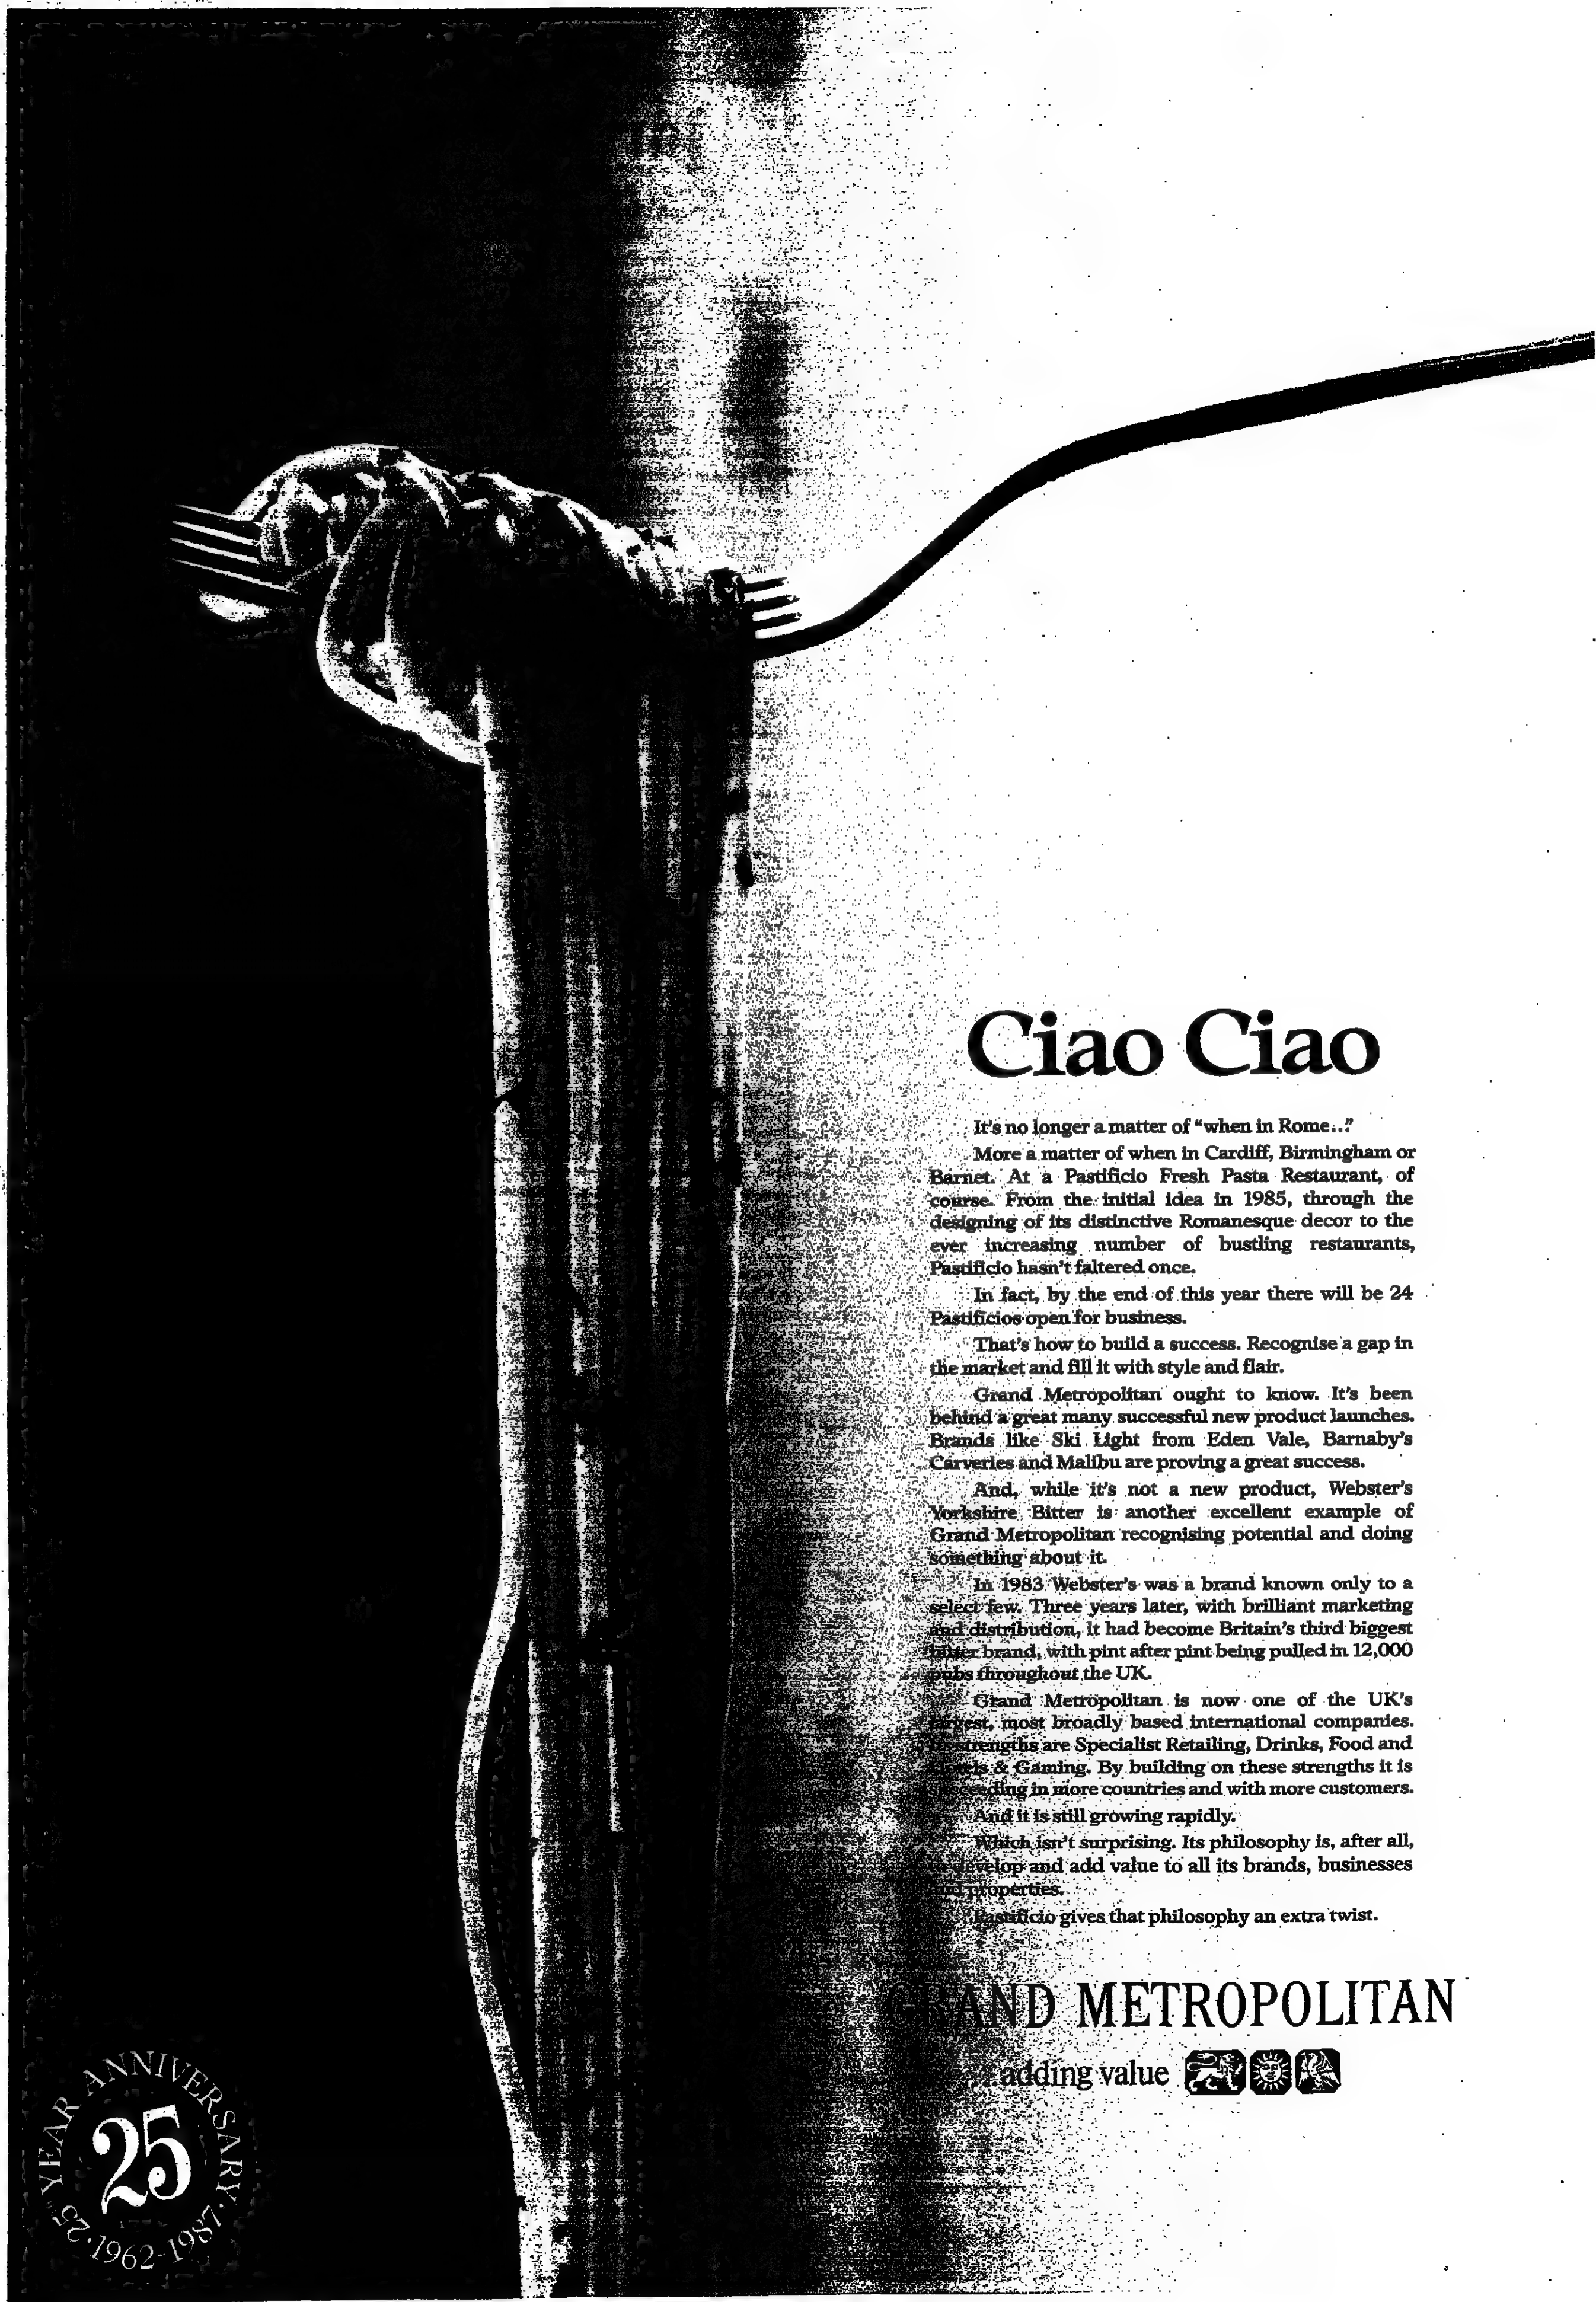 Ciao Ciao
It's no longer a matter of "when in Rome..."
More a matter of when in Cardiff, Birmingham or
Barnet. At a Pastificio Fresh Pasta Restaurant, of
course. From the initial idea in 1985, through the
designing of its distinctive Romanesque decor to the
ever increasing number of bustling restaurants,
Pastificio hasn't faltered once.
In fact, by the end of this year there will be 24
Pastificios open for business.
That's how to build a success. Recognise a gap in
the market and fill it with style and flair.
Grand Metropolitan ought to know. It's been
behind a great many successful new product launches.
Brands like Ski Light from Eden Vale, Barnaby's
Carveries and Malibu are proving a great success.
And, while it's not a new product, Webster's
Yorkshire Bitter is another excellent example of
Grand Metropolitan recognising potential and doing
something about it.
In 1983 Webster's was a brand known only to a
select few. Three years later, with brilliant marketing
and distribution, it had become Britain's third biggest
bitter brand, with pint after pint being pulled in 12,000
pubs throughout the UK.
Grand Metropolitan is now one of the UK's
largest, most broadly based international companies.
Its strengths are Specialist Retailing, Drinks, Food and
Hotels & Gaming. By building on these strengths it is
succeeding in more countries and with more customers.
And it is still growing rapidly.
Which isn't surprising. Its philosophy is, after all,
to develop and add value to all its brands, businesses
and properties.
Pastificio gives that philosophy an extra twist.
GRAND METROPOLITAN
adding value
25 YEAR ANNIVERSARY · 1962-1987 ·
25